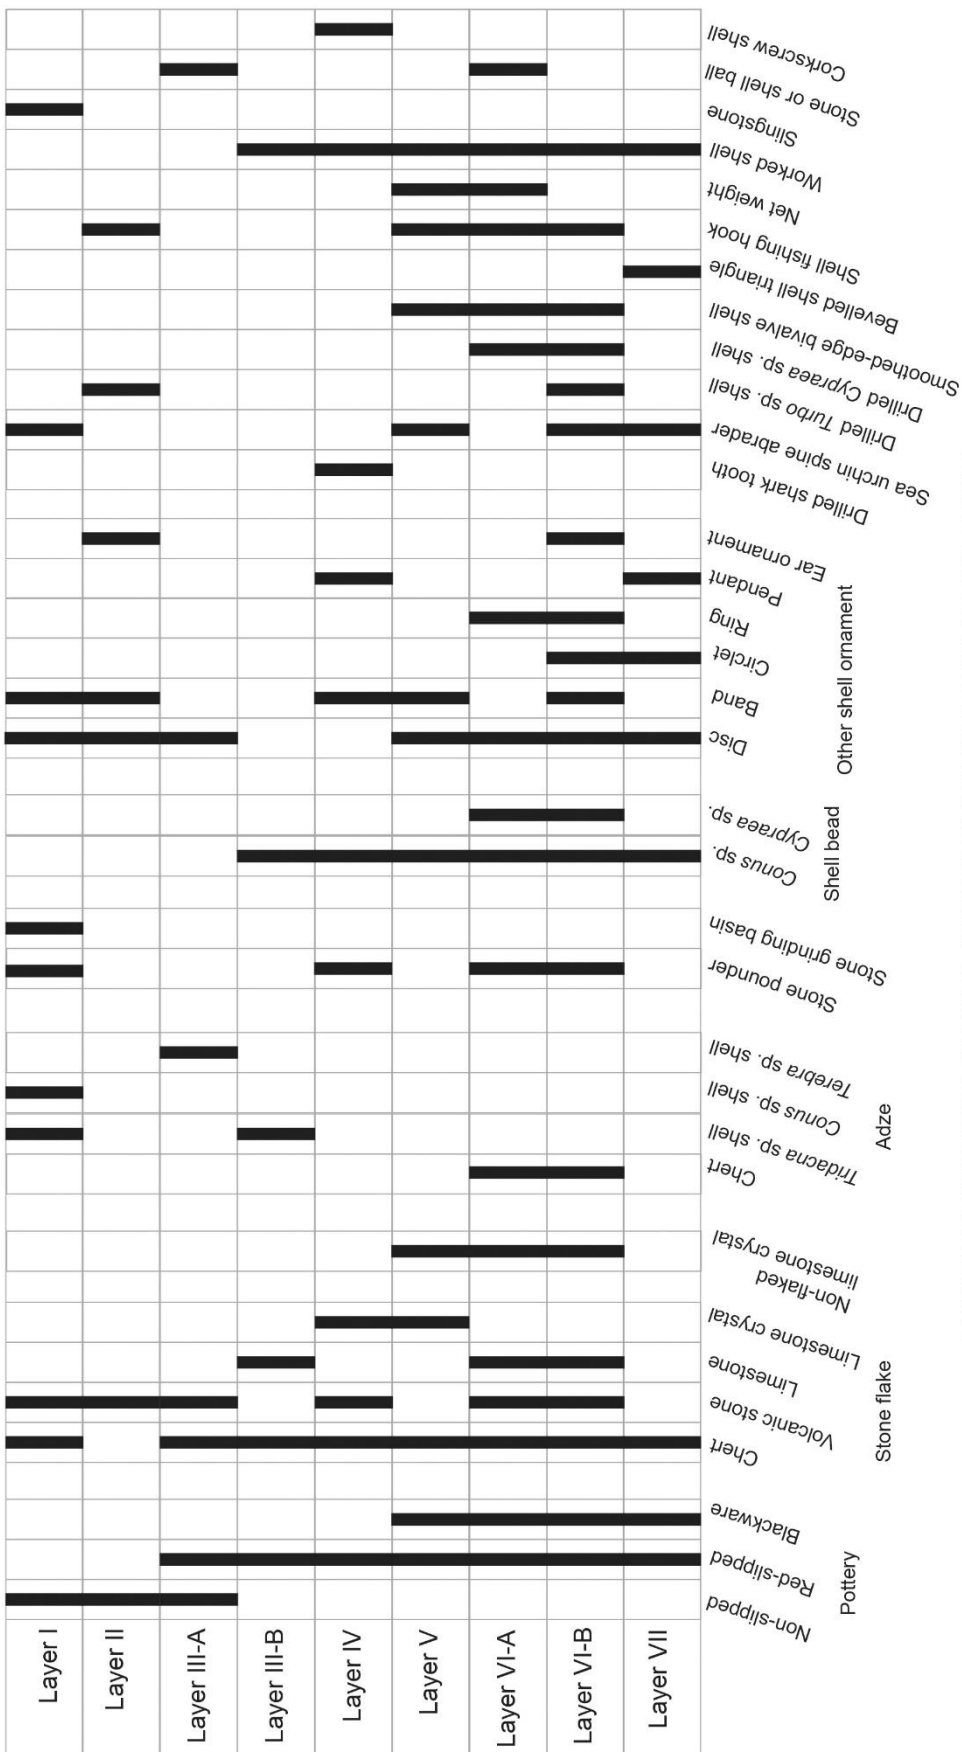 Layer I
Layer II
Layer III-A
Layer III-B
Layer IV
Layer V
Layer VI-A
Layer VI-B
Layer VII
Non-slipped
Red-slipped
Blackware
Pottery
Chert
Volcanic stone
Limestone
Limestone crystal
Stone flake
Non-flaked
limestone crystal
Chert
Tridacna sp. shell
Conus sp. shell
Terebra sp. shell
Adze
Stone pounder
Stone grinding basin
Conus sp.
Cypraea sp.
Shell bead
Disc
Band
Circlet
Ring
Pendant
Ear ornament
Other shell ornament
Drilled shark tooth
Sea urchin spine abrader
Drilled Turbo sp. shell
Drilled Cypraea sp. shell
Smoothed-edge bivalve shell
Bevelled shell triangle
Shell fishing hook
Net weight
Worked shell
Slingstone
Stone or shell ball
Corkscrew shell